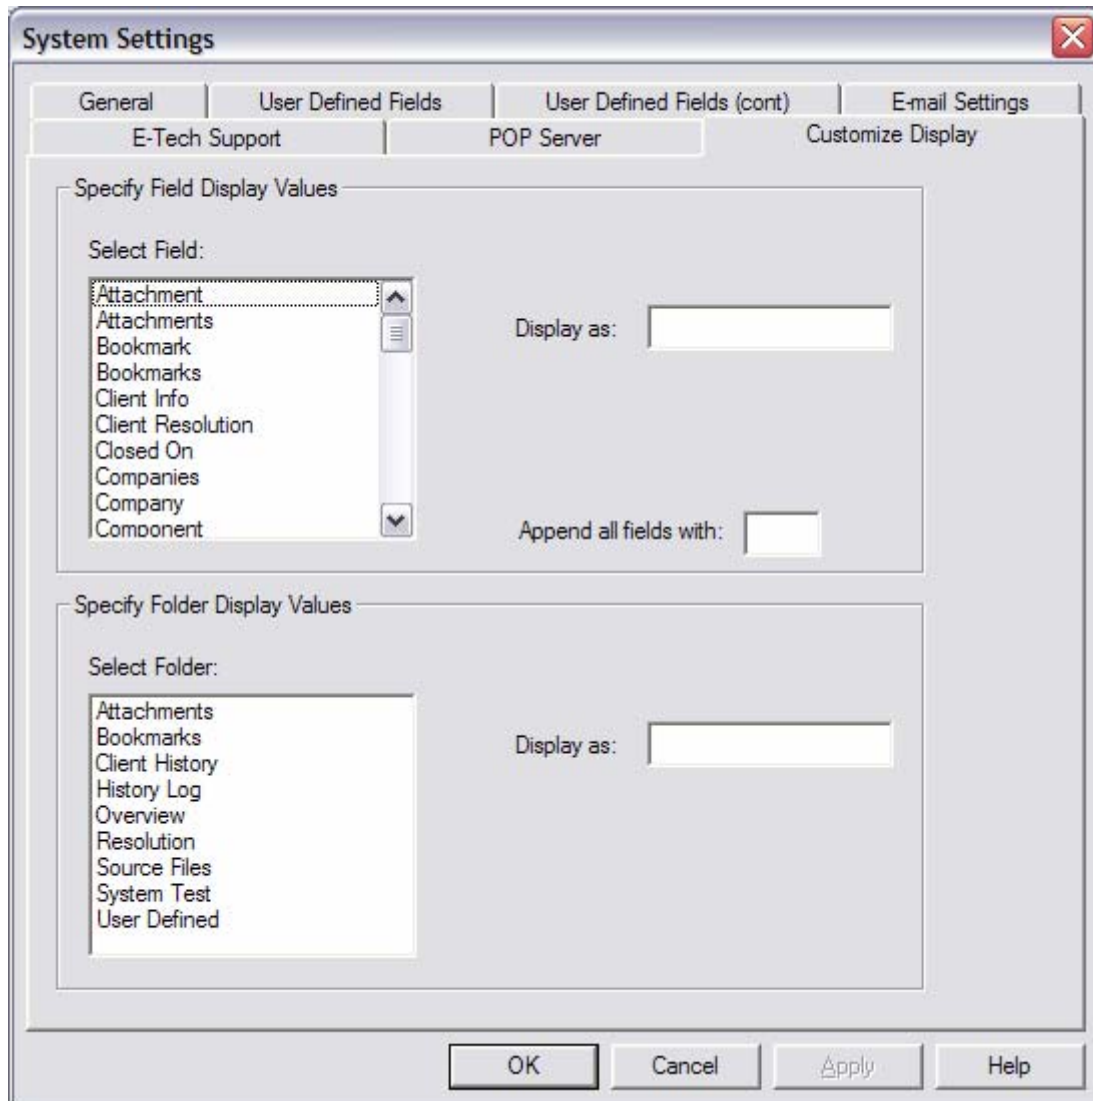 System Settings
General
User Defined Fields
User Defined Fields (cont)
E-mail Settings
E-Tech Support
POP Server
Customize Display
Specify Field Display Values
Select Field:
Attachment
Attachments
Bookmark
Bookmarks
Client Info
Client Resolution
Closed On
Companies
Company
Component
Display as:
Append all fields with:
Specify Folder Display Values
Select Folder:
Attachments
Bookmarks
Client History
History Log
Overview
Resolution
Source Files
System Test
User Defined
Display as:
OK
Cancel
Apply
Help